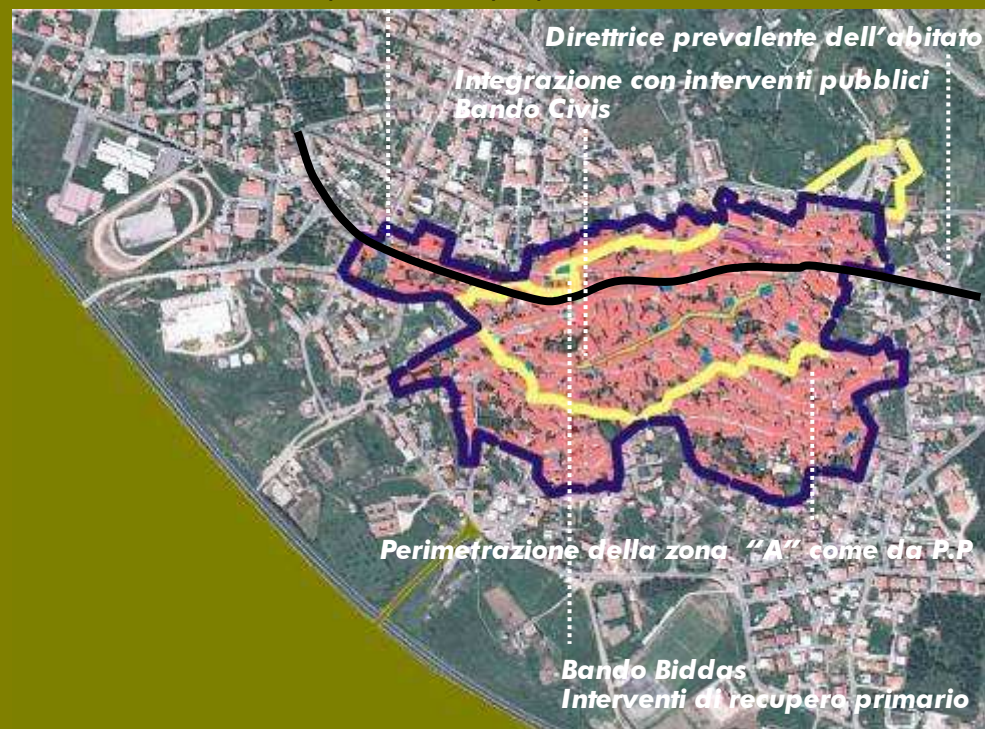 Direttrice prevalente dell'abitato
Integrazione con interventi pubblici
Bando Civis
Perimetrazione della zona "A" come da P.P
Bando Biddas
Interventi di recupero primario